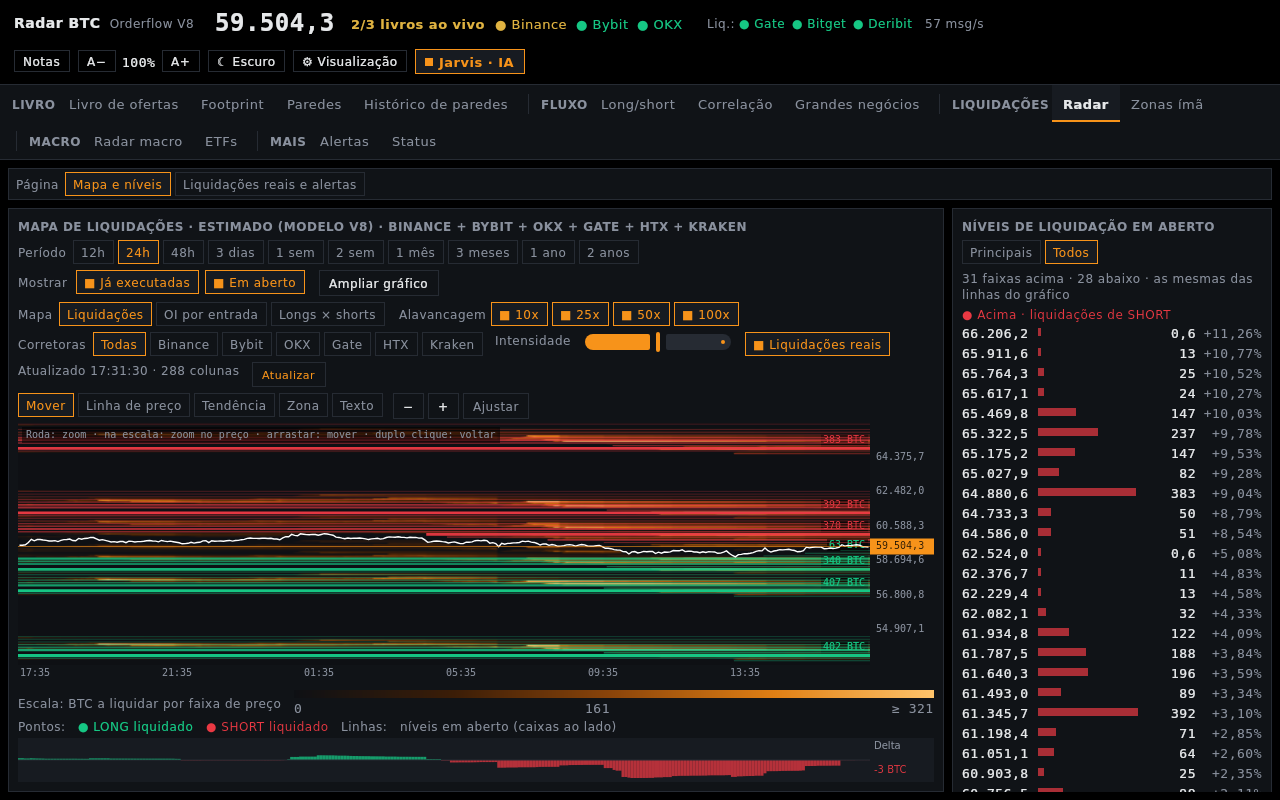 Radar BTC Orderflow V8 59.504,3 2/3 livros ao vivo ● Binance ● Bybit ● OKX Liq.: ● Gate ● Bitget ● Deribit 57 msg/s
Notas A− 100% A+ ☾ Escuro ⚙ Visualização ■ Jarvis · IA
LIVRO Livro de ofertas Footprint Paredes Histórico de paredes FLUXO Long/short Correlação Grandes negócios LIQUIDAÇÕES Radar Zonas ímã
MACRO Radar macro ETFs MAIS Alertas Status
Página Mapa e níveis Liquidações reais e alertas
MAPA DE LIQUIDAÇÕES · ESTIMADO (MODELO V8) · BINANCE + BYBIT + OKX + GATE + HTX + KRAKEN
Período 12h 24h 48h 3 dias 1 sem 2 sem 1 mês 3 meses 1 ano 2 anos
Mostrar ■ Já executadas ■ Em aberto Ampliar gráfico
Mapa Liquidações OI por entrada Longs × shorts Alavancagem ■ 10x ■ 25x ■ 50x ■ 100x
Corretoras Todas Binance Bybit OKX Gate HTX Kraken Intensidade ■ Liquidações reais
Atualizado 17:31:30 · 288 colunas Atualizar
Mover Linha de preço Tendência Zona Texto − + Ajustar
Roda: zoom · na escala: zoom no preço · arrastar: mover · duplo clique: voltar
383 BTC
64.375,7
62.482,0
392 BTC
60.588,3
370 BTC
63 BTC
59.504,3
340 BTC
58.694,6
407 BTC
56.800,8
54.907,1
402 BTC
17:35 21:35 01:35 05:35 09:35 13:35
Escala: BTC a liquidar por faixa de preço 0 161 ≥ 321
Pontos: ● LONG liquidado ● SHORT liquidado Linhas: níveis em aberto (caixas ao lado)
Delta
-3 BTC
NÍVEIS DE LIQUIDAÇÃO EM ABERTO
Principais Todos
31 faixas acima · 28 abaixo · as mesmas das
linhas do gráfico
● Acima · liquidações de SHORT
66.206,2 0,6 +11,26%
65.911,6 13 +10,77%
65.764,3 25 +10,52%
65.617,1 24 +10,27%
65.469,8 147 +10,03%
65.322,5 237 +9,78%
65.175,2 147 +9,53%
65.027,9 82 +9,28%
64.880,6 383 +9,04%
64.733,3 50 +8,79%
64.586,0 51 +8,54%
62.524,0 0,6 +5,08%
62.376,7 11 +4,83%
62.229,4 13 +4,58%
62.082,1 32 +4,33%
61.934,8 122 +4,09%
61.787,5 188 +3,84%
61.640,3 196 +3,59%
61.493,0 89 +3,34%
61.345,7 392 +3,10%
61.198,4 71 +2,85%
61.051,1 64 +2,60%
60.903,8 25 +2,35%